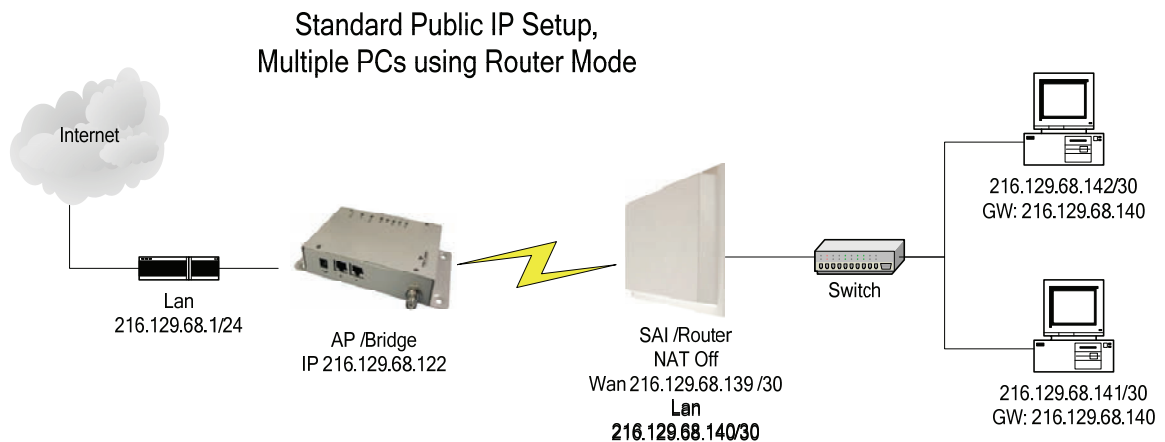 Standard Public IP Setup,
Multiple PCs using Router Mode
Internet
Lan
216.129.68.1/24
AP /Bridge
IP 216.129.68.122
SAI /Router
NAT Off
Wan 216.129.68.139 /30
Lan
216.129.68.140/30
Switch
216.129.68.142/30
GW: 216.129.68.140
216.129.68.141/30
GW: 216.129.68.140